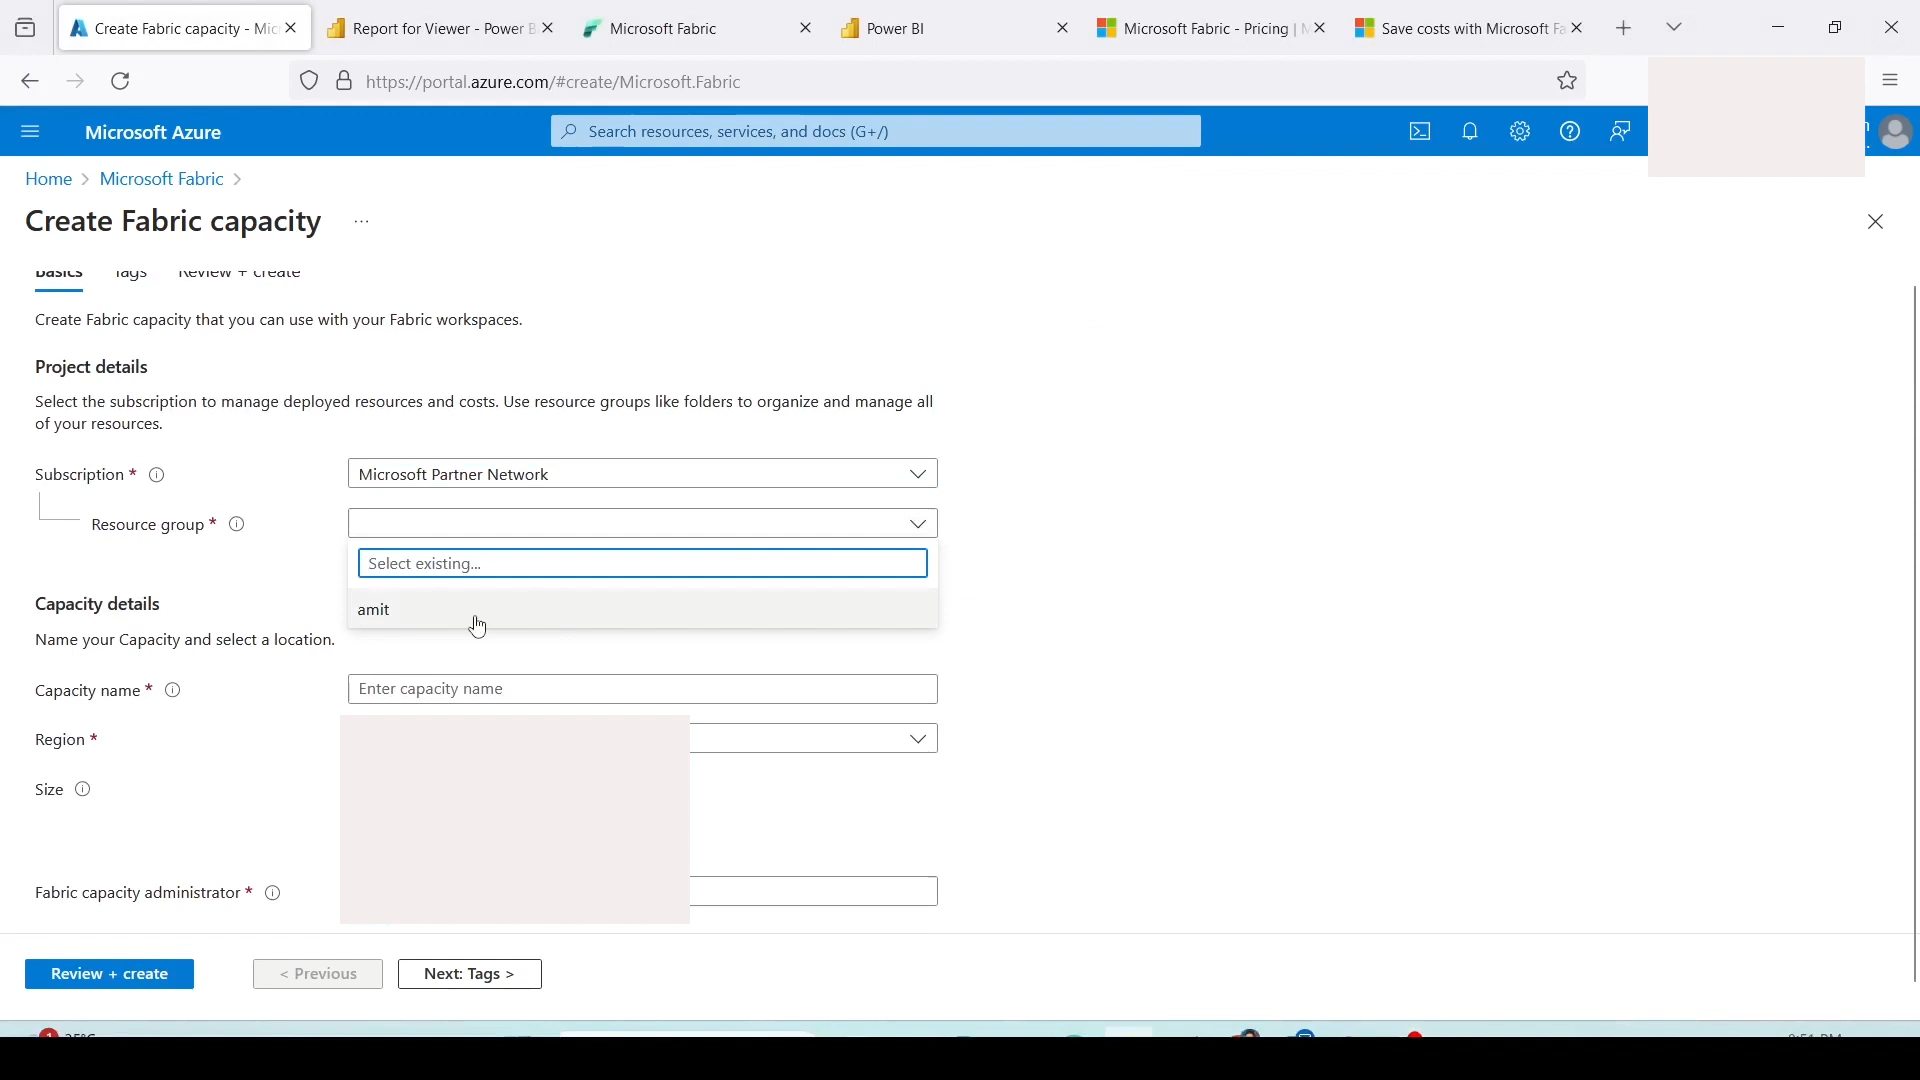 Create Fabric capacity - Mic
Report for Viewer - Power B
Microsoft Fabric
Power BI
Microsoft Fabric - Pricing | M
Save costs with Microsoft Fa
https://portal.azure.com/#create/Microsoft.Fabric
Microsoft Azure
Search resources, services, and docs (G+/)
Home > Microsoft Fabric >
Create Fabric capacity ...
Basics Tags Review + create
Create Fabric capacity that you can use with your Fabric workspaces.
Project details
Select the subscription to manage deployed resources and costs. Use resource groups like folders to organize and manage all
of your resources.
Subscription * Microsoft Partner Network
Resource group *
Select existing...
amit
Capacity details
Name your Capacity and select a location.
Capacity name * Enter capacity name
Region *
Size
Fabric capacity administrator *
Review + create
< Previous
Next: Tags >